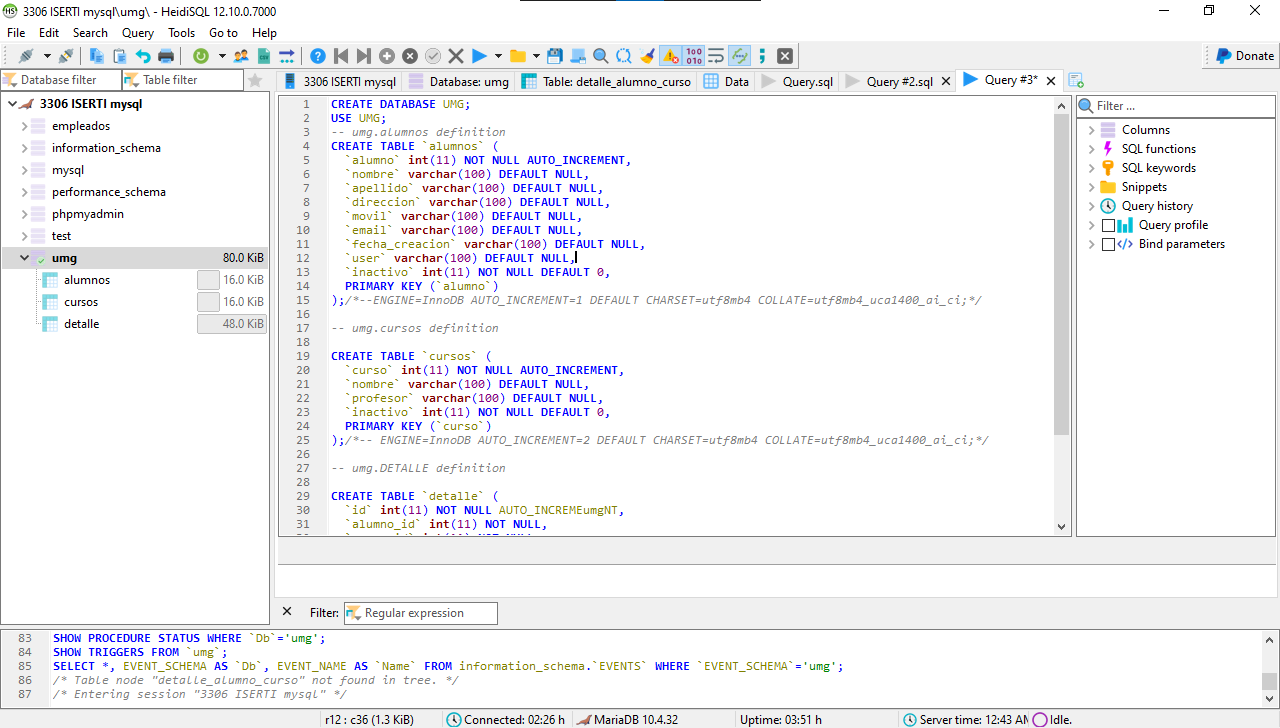 3306 ISERTI mysql\umg\ - HeidiSQL 12.10.0.7000
File Edit Search Query Tools Go to Help
Donate
Database filter Table filter
3306 ISERTI mysql Database: umg Table: detalle_alumno_curso Data Query.sql Query #2.sql Query #3*
3306 ISERTI mysql
empleados
information_schema
mysql
performance_schema
phpmyadmin
test
umg 80.0 KiB
alumnos 16.0 KiB
cursos 16.0 KiB
detalle 48.0 KiB
1 CREATE DATABASE UMG;
2 USE UMG;
3 -- umg.alumnos definition
4 CREATE TABLE `alumnos` (
5 `alumno` int(11) NOT NULL AUTO_INCREMENT,
6 `nombre` varchar(100) DEFAULT NULL,
7 `apellido` varchar(100) DEFAULT NULL,
8 `direccion` varchar(100) DEFAULT NULL,
9 `movil` varchar(100) DEFAULT NULL,
10 `email` varchar(100) DEFAULT NULL,
11 `fecha_creacion` varchar(100) DEFAULT NULL,
12 `user` varchar(100) DEFAULT NULL,
13 `inactivo` int(11) NOT NULL DEFAULT 0,
14 PRIMARY KEY (`alumno`)
15 );/*--ENGINE=InnoDB AUTO_INCREMENT=1 DEFAULT CHARSET=utf8mb4 COLLATE=utf8mb4_uca1400_ai_ci;*/
16
17 -- umg.cursos definition
18
19 CREATE TABLE `cursos` (
20 `curso` int(11) NOT NULL AUTO_INCREMENT,
21 `nombre` varchar(100) DEFAULT NULL,
22 `profesor` varchar(100) DEFAULT NULL,
23 `inactivo` int(11) NOT NULL DEFAULT 0,
24 PRIMARY KEY (`curso`)
25 );/*-- ENGINE=InnoDB AUTO_INCREMENT=2 DEFAULT CHARSET=utf8mb4 COLLATE=utf8mb4_uca1400_ai_ci;*/
26
27 -- umg.DETALLE definition
28
29 CREATE TABLE `detalle` (
30 `id` int(11) NOT NULL AUTO_INCREMEumgNT,
31 `alumno_id` int(11) NOT NULL,
Filter ...
Columns
SQL functions
SQL keywords
Snippets
Query history
Query profile
Bind parameters
Filter: Regular expression
83 SHOW PROCEDURE STATUS WHERE `Db`='umg';
84 SHOW TRIGGERS FROM `umg`;
85 SELECT *, EVENT_SCHEMA AS `Db`, EVENT_NAME AS `Name` FROM information_schema.`EVENTS` WHERE `EVENT_SCHEMA`='umg';
86 /* Table node "detalle_alumno_curso" not found in tree. */
87 /* Entering session "3306 ISERTI mysql" */
r12 : c36 (1.3 KiB) Connected: 02:26 h MariaDB 10.4.32 Uptime: 03:51 h Server time: 12:43 AM Idle.